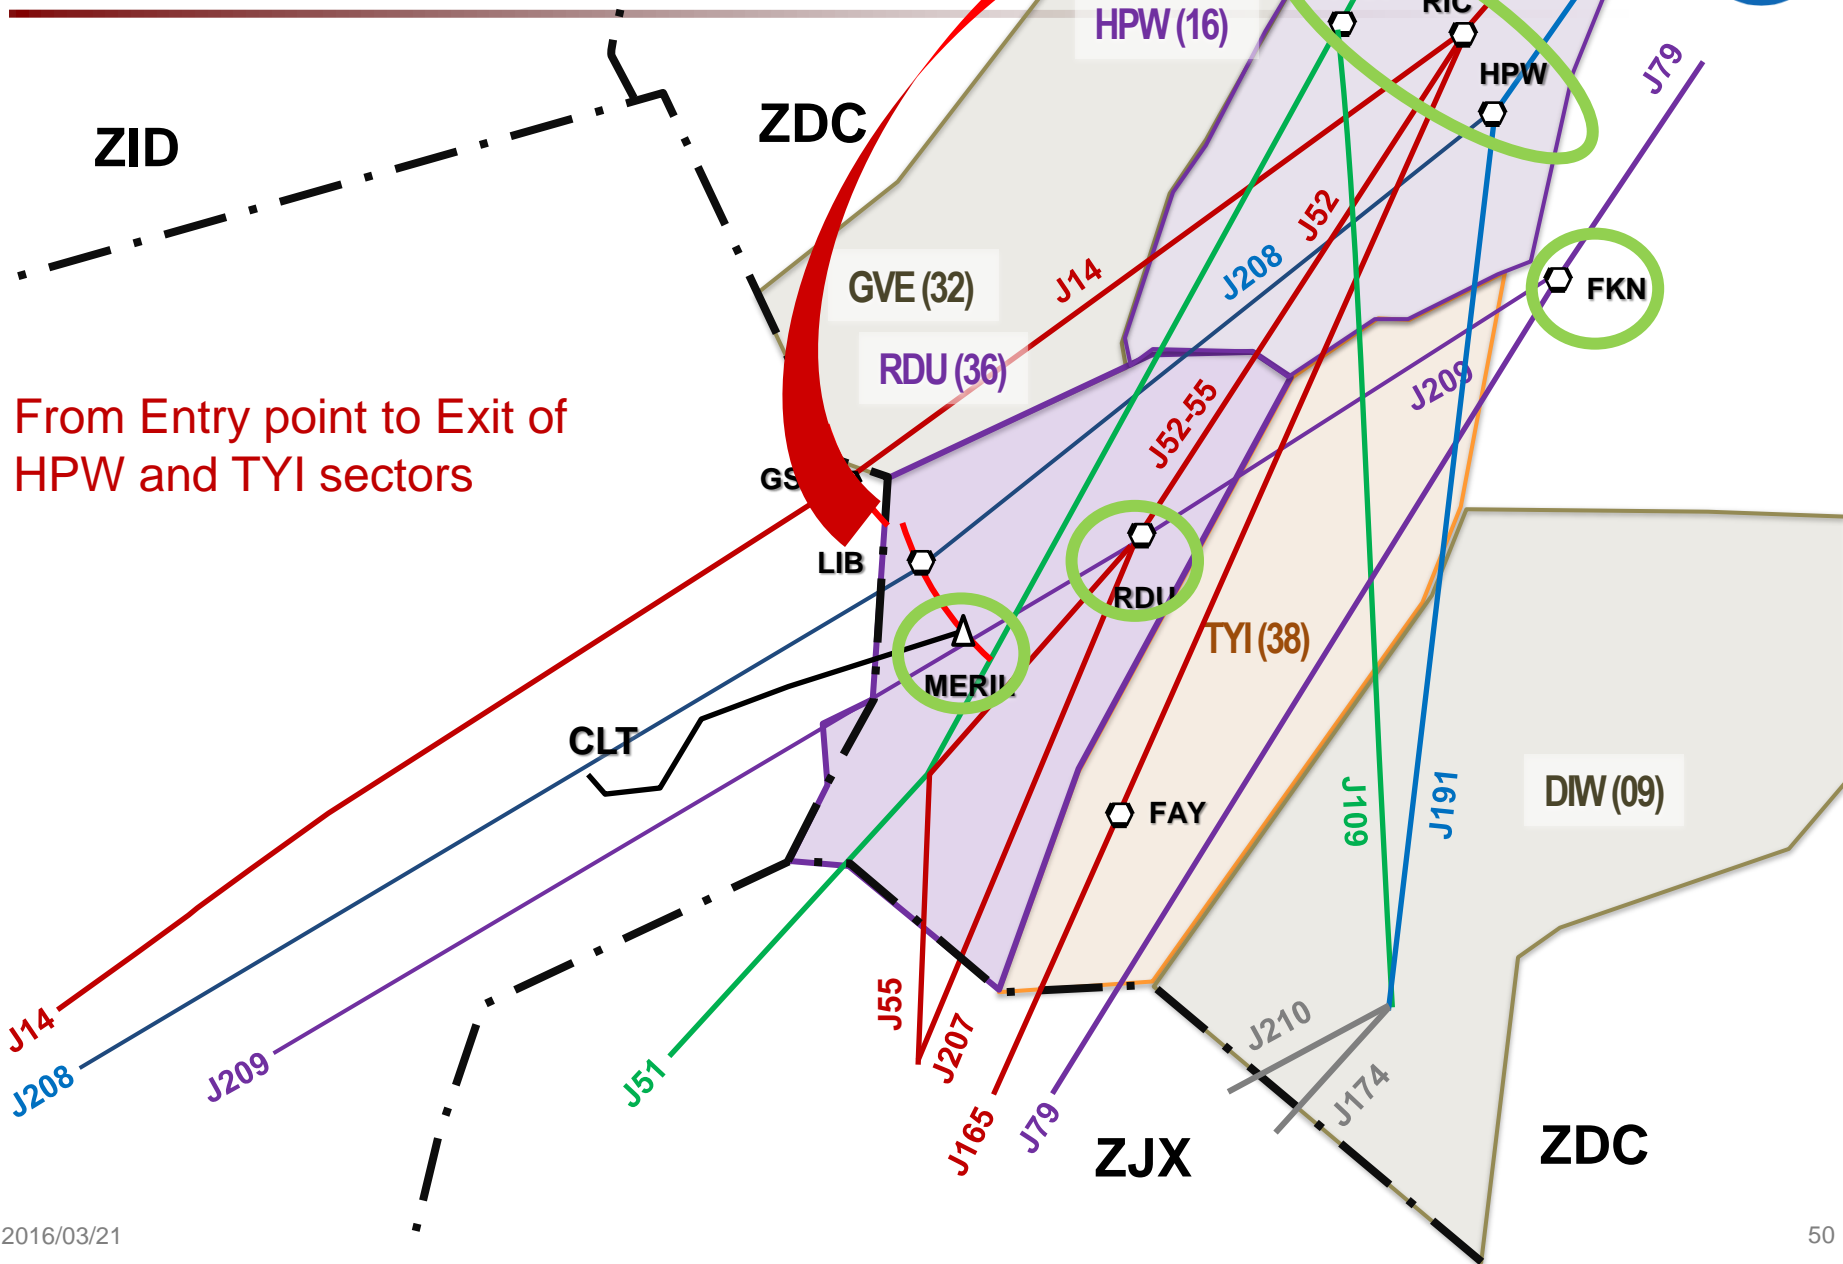 RIC
HPW (16)
HPW
J79
ZDC
ZID
J52
J14
J208
GVE (32)
FKN
RDU (36)
J209
J52-55
From Entry point to Exit of
HPW and TYI sectors
GS
LIB
RDU
TYI (38)
MERIL
CLT
J109
J191
DIW (09)
FAY
J55
J207
J210
J14
J208
J209
J51
J165
J79
J174
ZJX
ZDC
2016/03/21
50